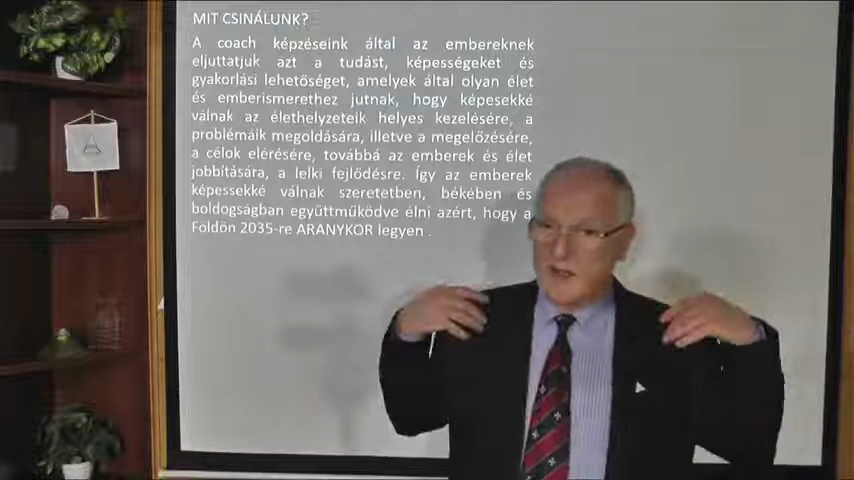 MIT CSINÁLUNK?
A coach képzéseink által az embereknek
eljuttatjuk azt a tudást, képességeket és
gyakorlási lehetőséget, amelyek által olyan élet
és emberismerethez jutnak, hogy képesekké
válnak az élethelyzeteik helyes kezelésére, a
problémáik megoldására, illetve a megelőzésére,
a célok elérésére, továbbá az emberek és élet
jobbítására, a lelki fejlődésre. Így az emberek
képessekké válnak szeretetben, békében és
boldogságban együttműködve élni azért, hogy a
Földön 2035-re ARANYKOR legyen .